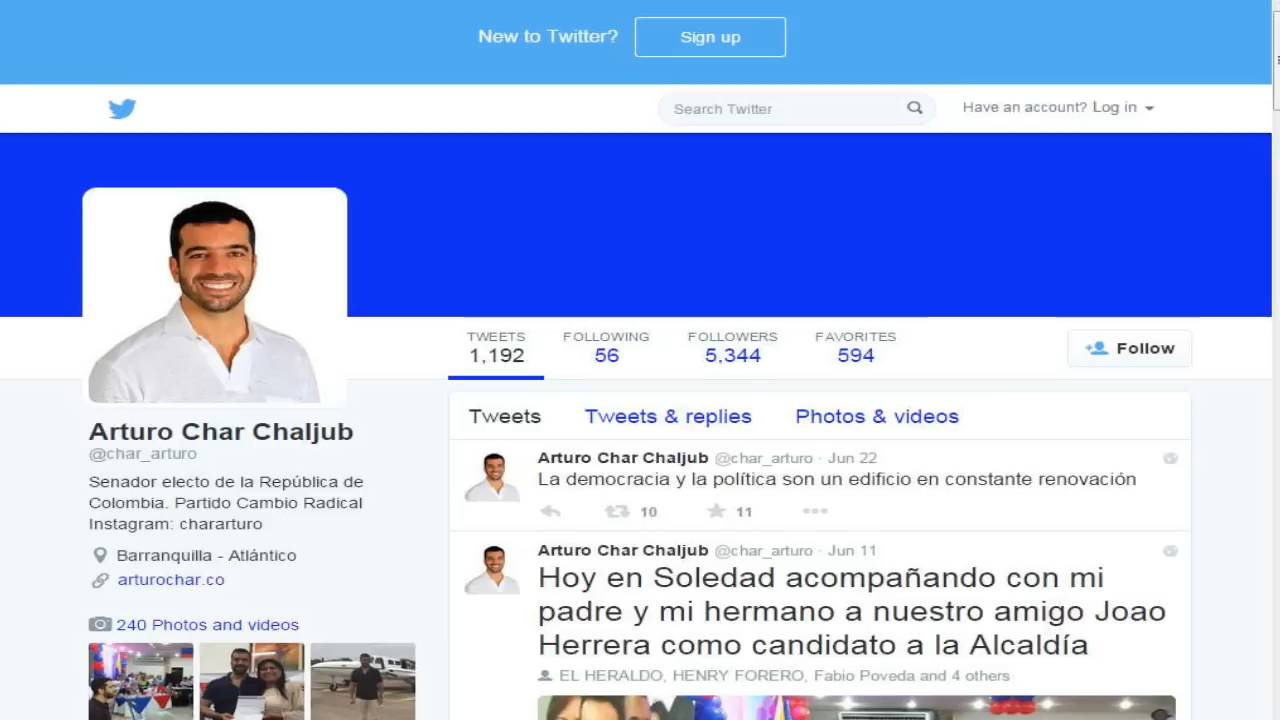 New to Twitter? Sign up
Search Twitter Have an account? Log in
TWEETS FOLLOWING FOLLOWERS FAVORITES
1,192 56 5,344 594
Follow
Arturo Char Chaljub
@char_arturo
Senador electo de la República de
Colombia. Partido Cambio Radical
Instagram: chararturo
Barranquilla - Atlántico
arturochar.co
240 Photos and videos
Tweets Tweets & replies Photos & videos
Arturo Char Chaljub @char_arturo · Jun 22
La democracia y la política son un edificio en constante renovación
10 11
Arturo Char Chaljub @char_arturo · Jun 11
Hoy en Soledad acompañando con mi
padre y mi hermano a nuestro amigo Joao
Herrera como candidato a la Alcaldía
EL HERALDO, HENRY FORERO, Fabio Poveda and 4 others